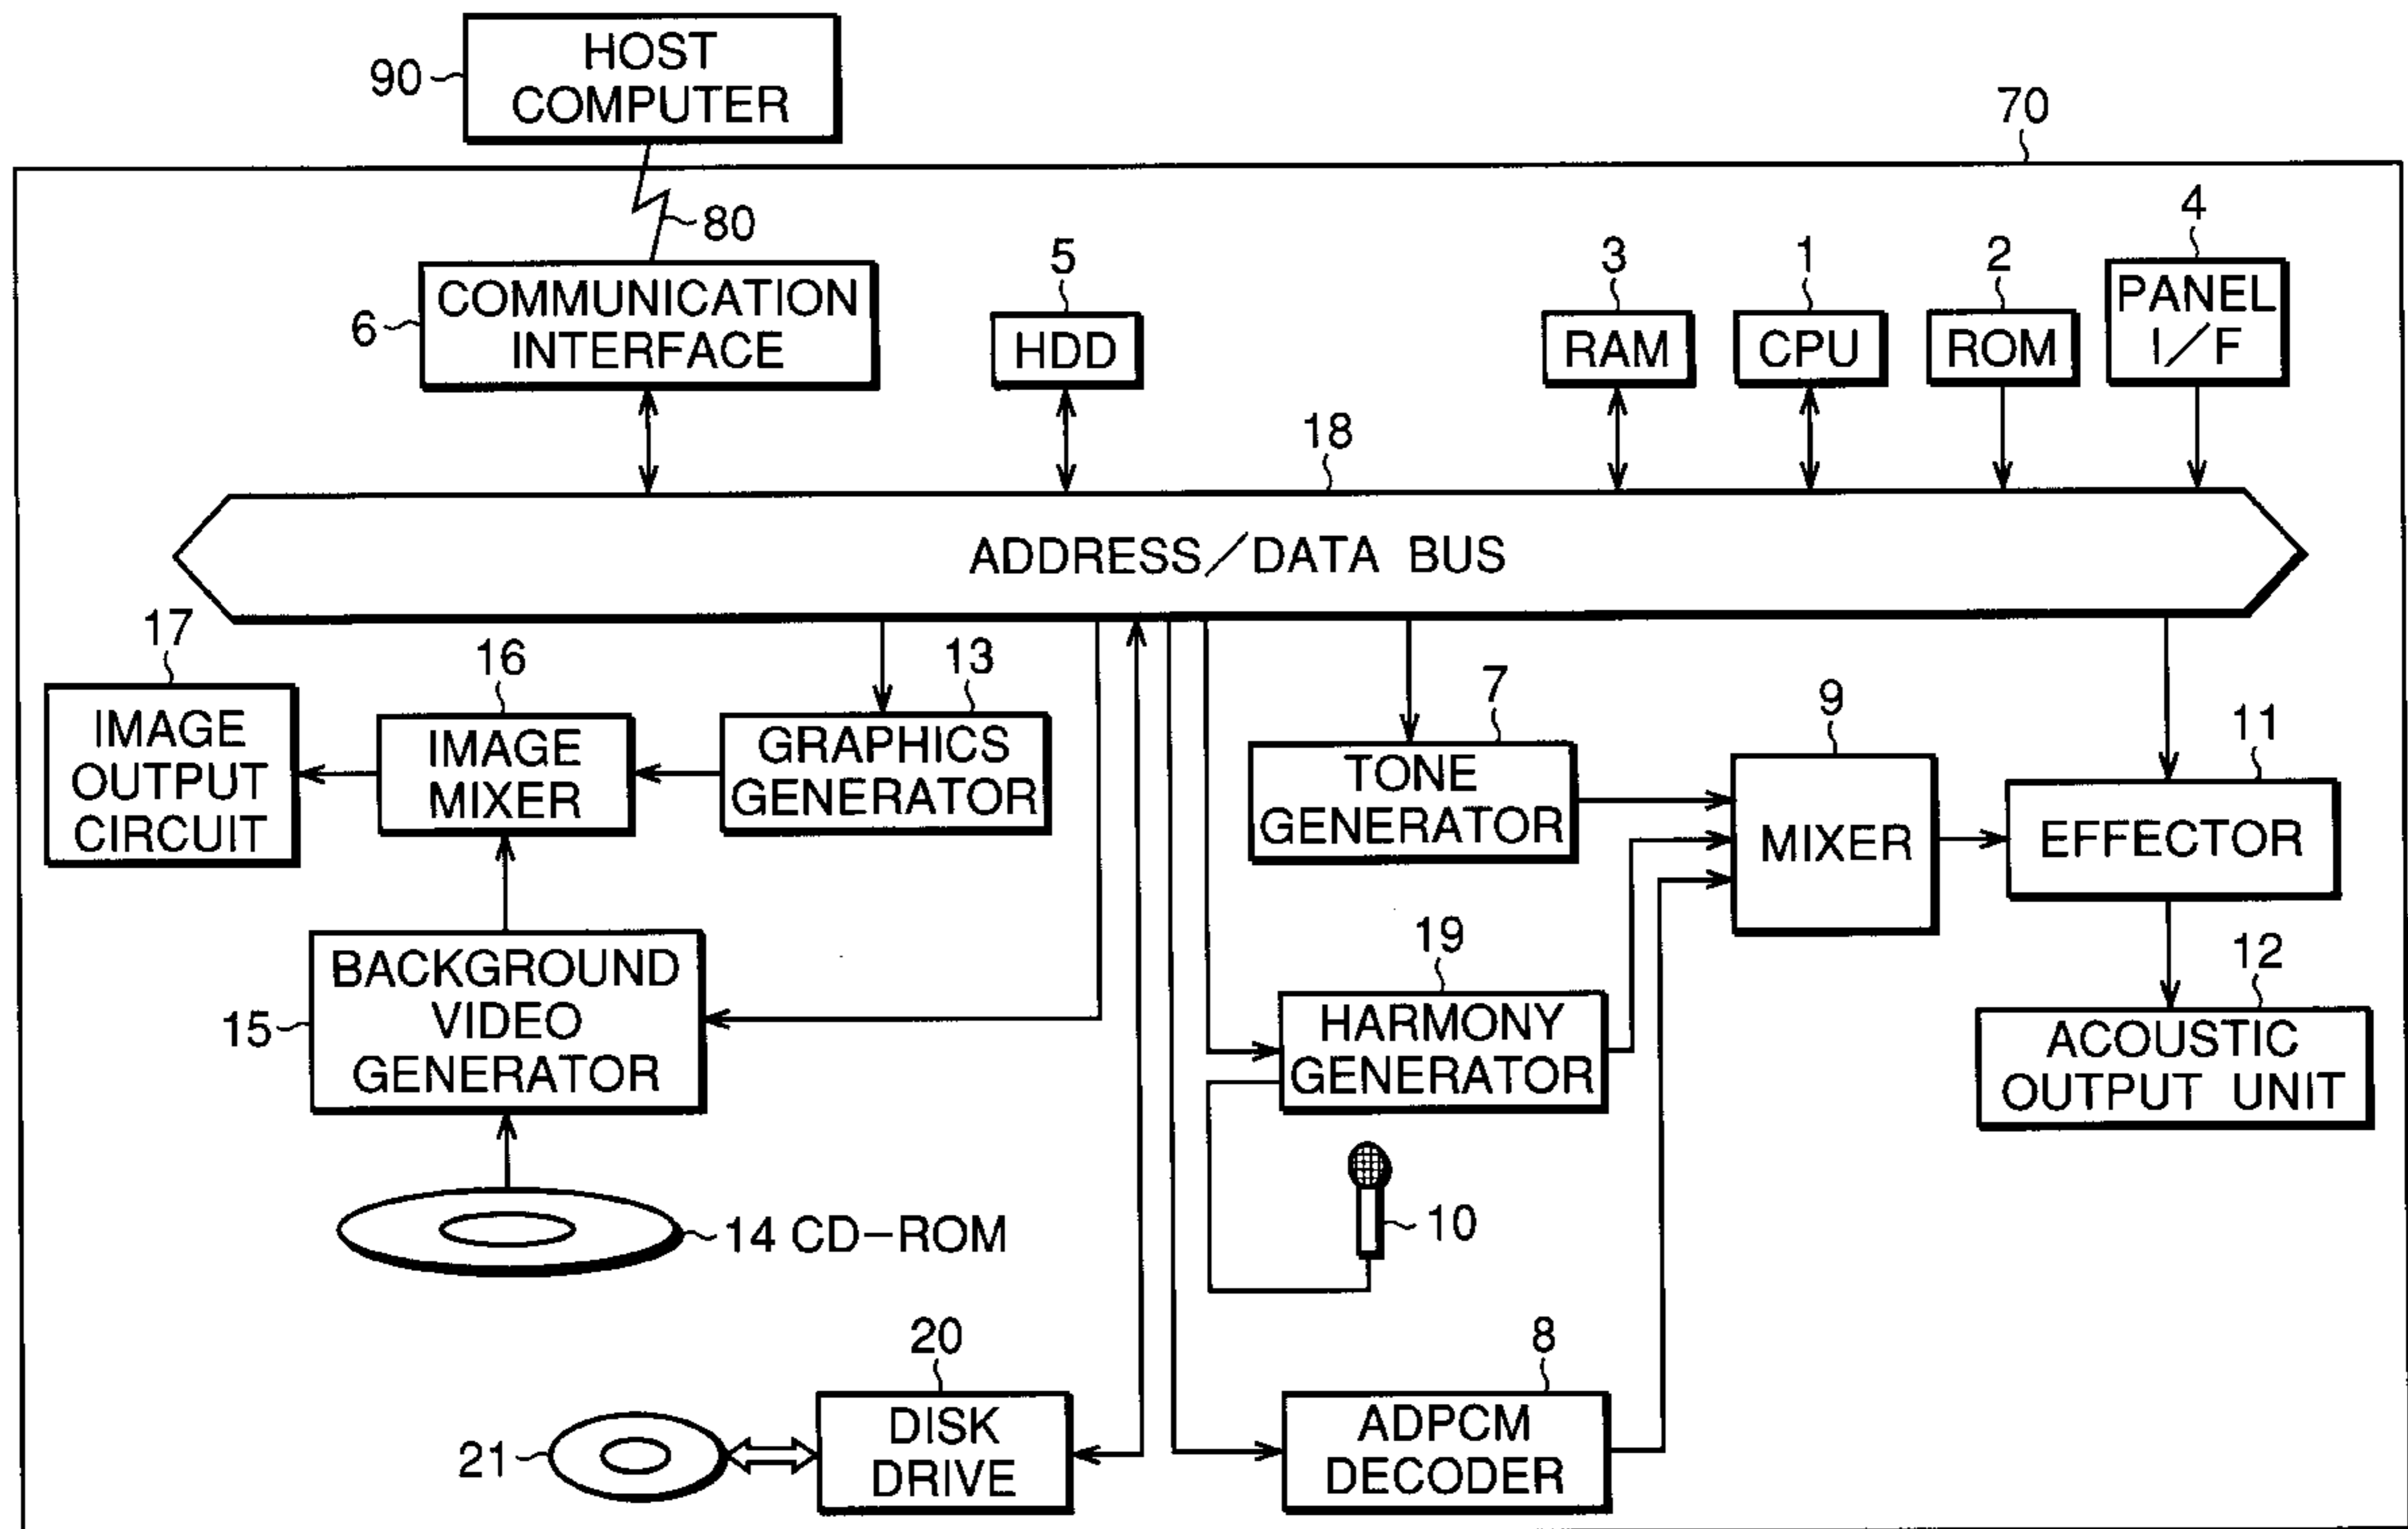 HOST
COMPUTER
90
70
80
COMMUNICATION
INTERFACE
6
5
HDD
3
RAM
1
CPU
2
ROM
4
PANEL
I/F
18
ADDRESS/DATA BUS
17
IMAGE
OUTPUT
CIRCUIT
16
IMAGE
MIXER
13
GRAPHICS
GENERATOR
7
TONE
GENERATOR
9
MIXER
11
EFFECTOR
15
BACKGROUND
VIDEO
GENERATOR
19
HARMONY
GENERATOR
12
ACOUSTIC
OUTPUT UNIT
14 CD-ROM
10
20
DISK
DRIVE
21
8
ADPCM
DECODER